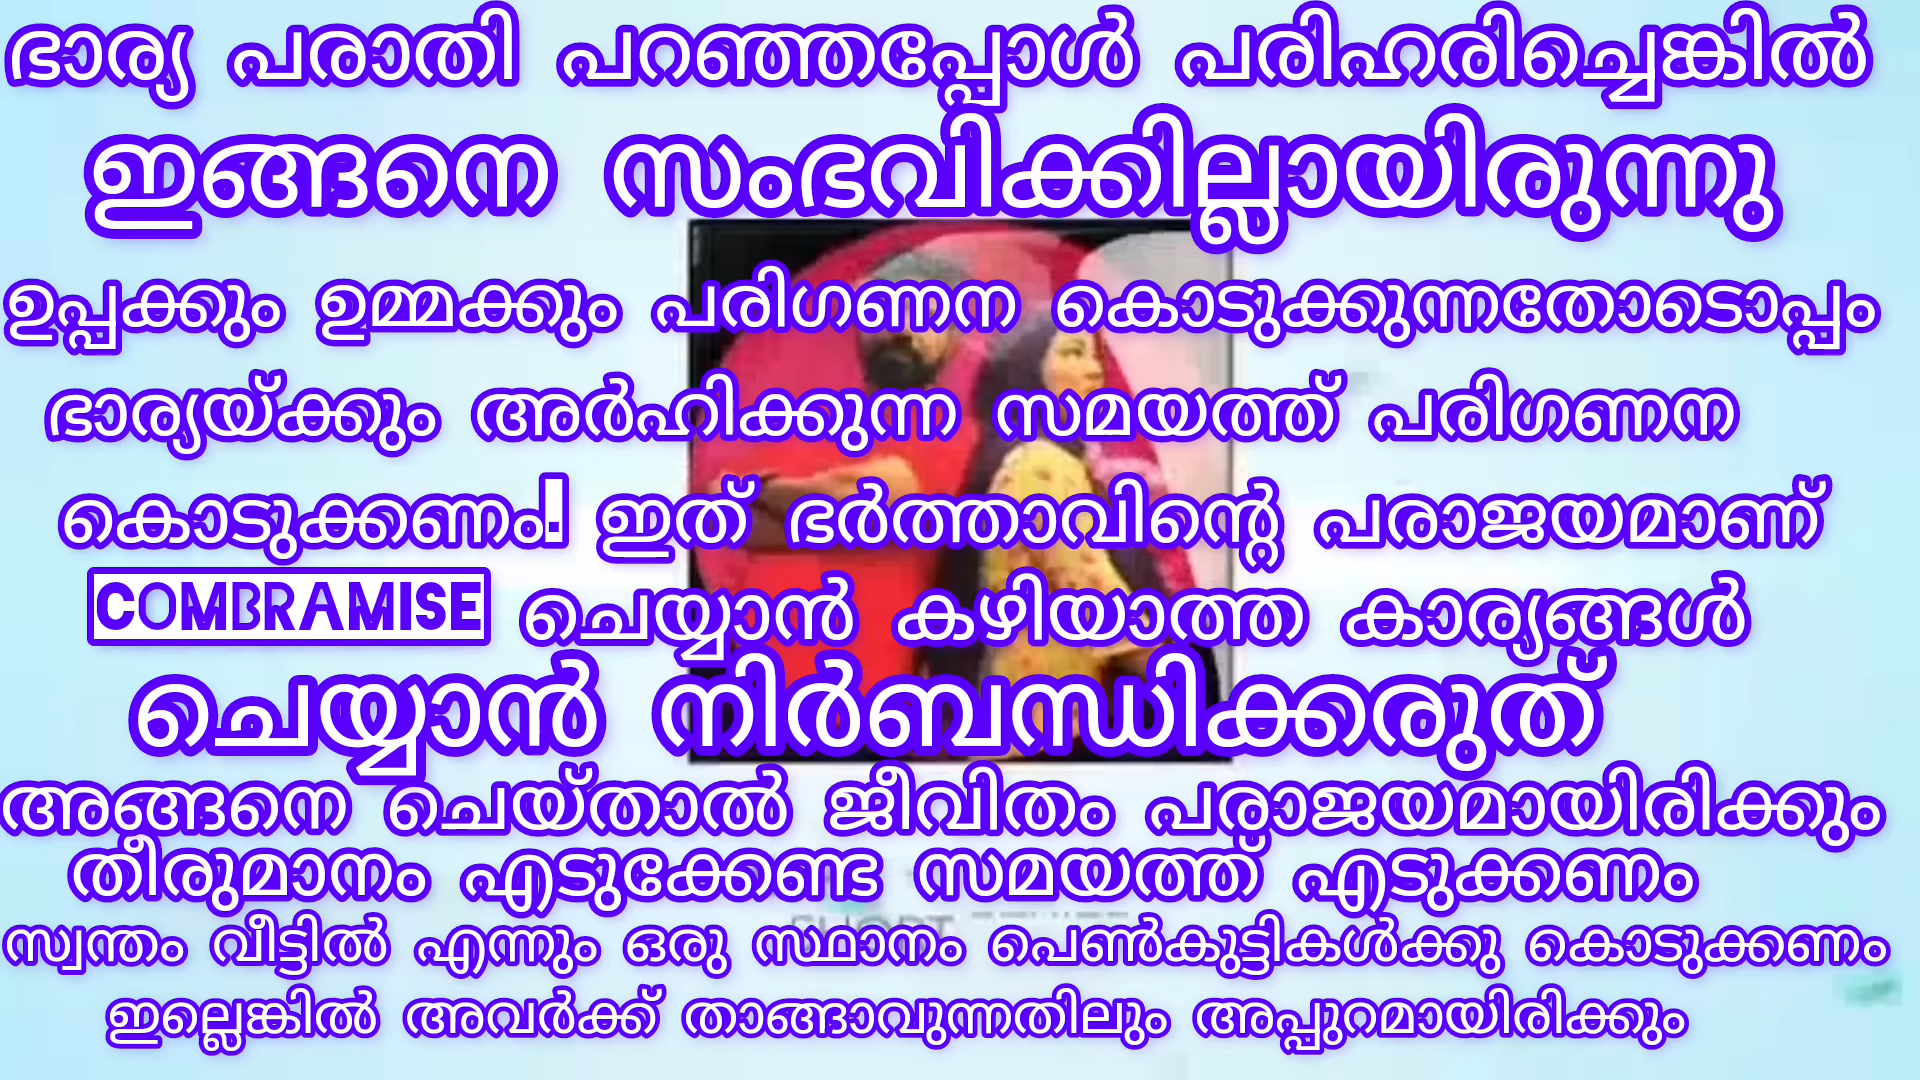 ഭാര്യ പരാതി പറഞ്ഞപ്പോൾ പരിഹരിച്ചെങ്കിൽ
ഇങ്ങനെ സംഭവിക്കില്ലായിരുന്നു
ഉപ്പക്കും ഉമ്മക്കും പരിഗണന കൊടുക്കുന്നതോടൊപ്പം
ഭാര്യയ്ക്കും അർഹിക്കുന്ന സമയത്ത് പരിഗണന
കൊടുക്കണം! ഇത് ഭർത്താവിന്റെ പരാജയമാണ്
COMBRAMISE ചെയ്യാൻ കഴിയാത്ത കാര്യങ്ങൾ
ചെയ്യാൻ നിർബന്ധിക്കരുത്
അങ്ങനെ ചെയ്താൽ ജീവിതം പരാജയമായിരിക്കും
തീരുമാനം എടുക്കേണ്ട സമയത്ത് എടുക്കണം
SHORT
സ്വന്തം വീട്ടിൽ എന്നും ഒരു സ്ഥാനം പെൺകുട്ടികൾക്കു കൊടുക്കണം
ഇല്ലെങ്കിൽ അവർക്ക് താങ്ങാവുന്നതിലും അപ്പുറമായിരിക്കും